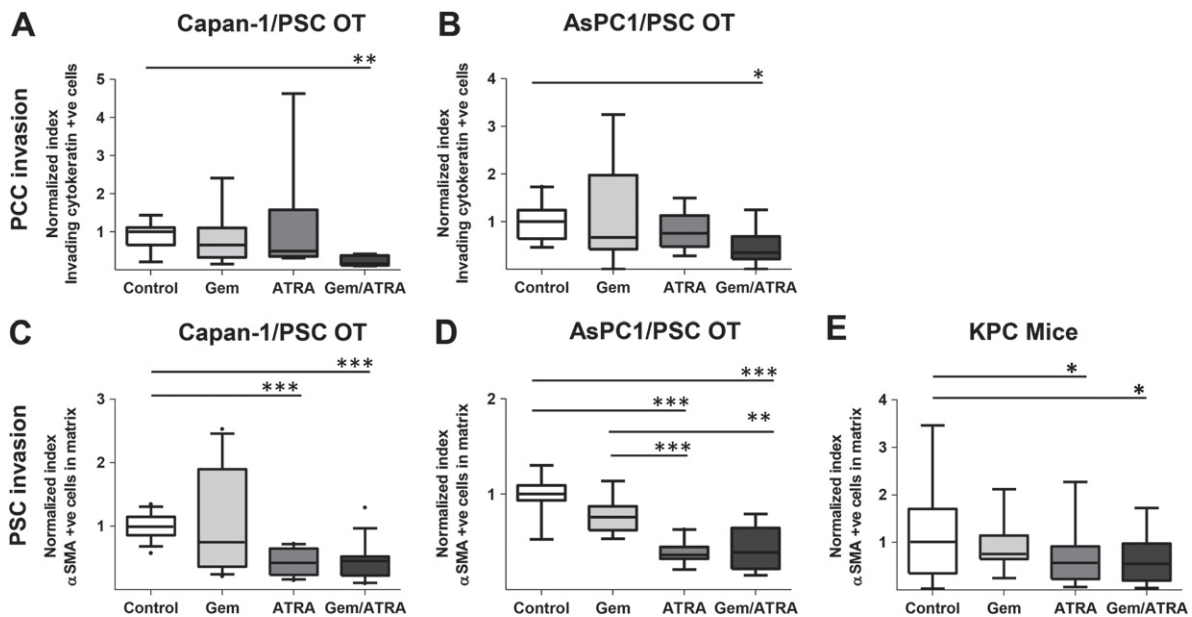 A
Capan-1/PSC OT
PCC invasion
Normalized index
Invading cytokeratin +ve cells
5
4
3
2
1
**
Control Gem ATRA Gem/ATRA
B
AsPC1/PSC OT
Normalized index
Invading cytokeratin +ve cells
4
3
2
1
*
Control Gem ATRA Gem/ATRA
C
Capan-1/PSC OT
PSC invasion
Normalized index
αSMA +ve cells in matrix
3
2
1
***
***
Control Gem ATRA Gem/ATRA
D
AsPC1/PSC OT
Normalized index
αSMA +ve cells in matrix
2
1
***
***
**
***
Control Gem ATRA Gem/ATRA
E
KPC Mice
Normalized index
αSMA +ve cells in matrix
4
3
2
1
*
*
Control Gem ATRA Gem/ATRA